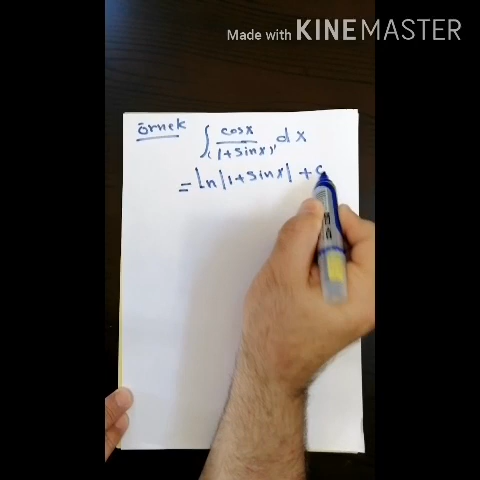 Made with KINEMASTER
örnek ∫ cosx / (1+sinx)' dx
= Ln|1+sinx| + c